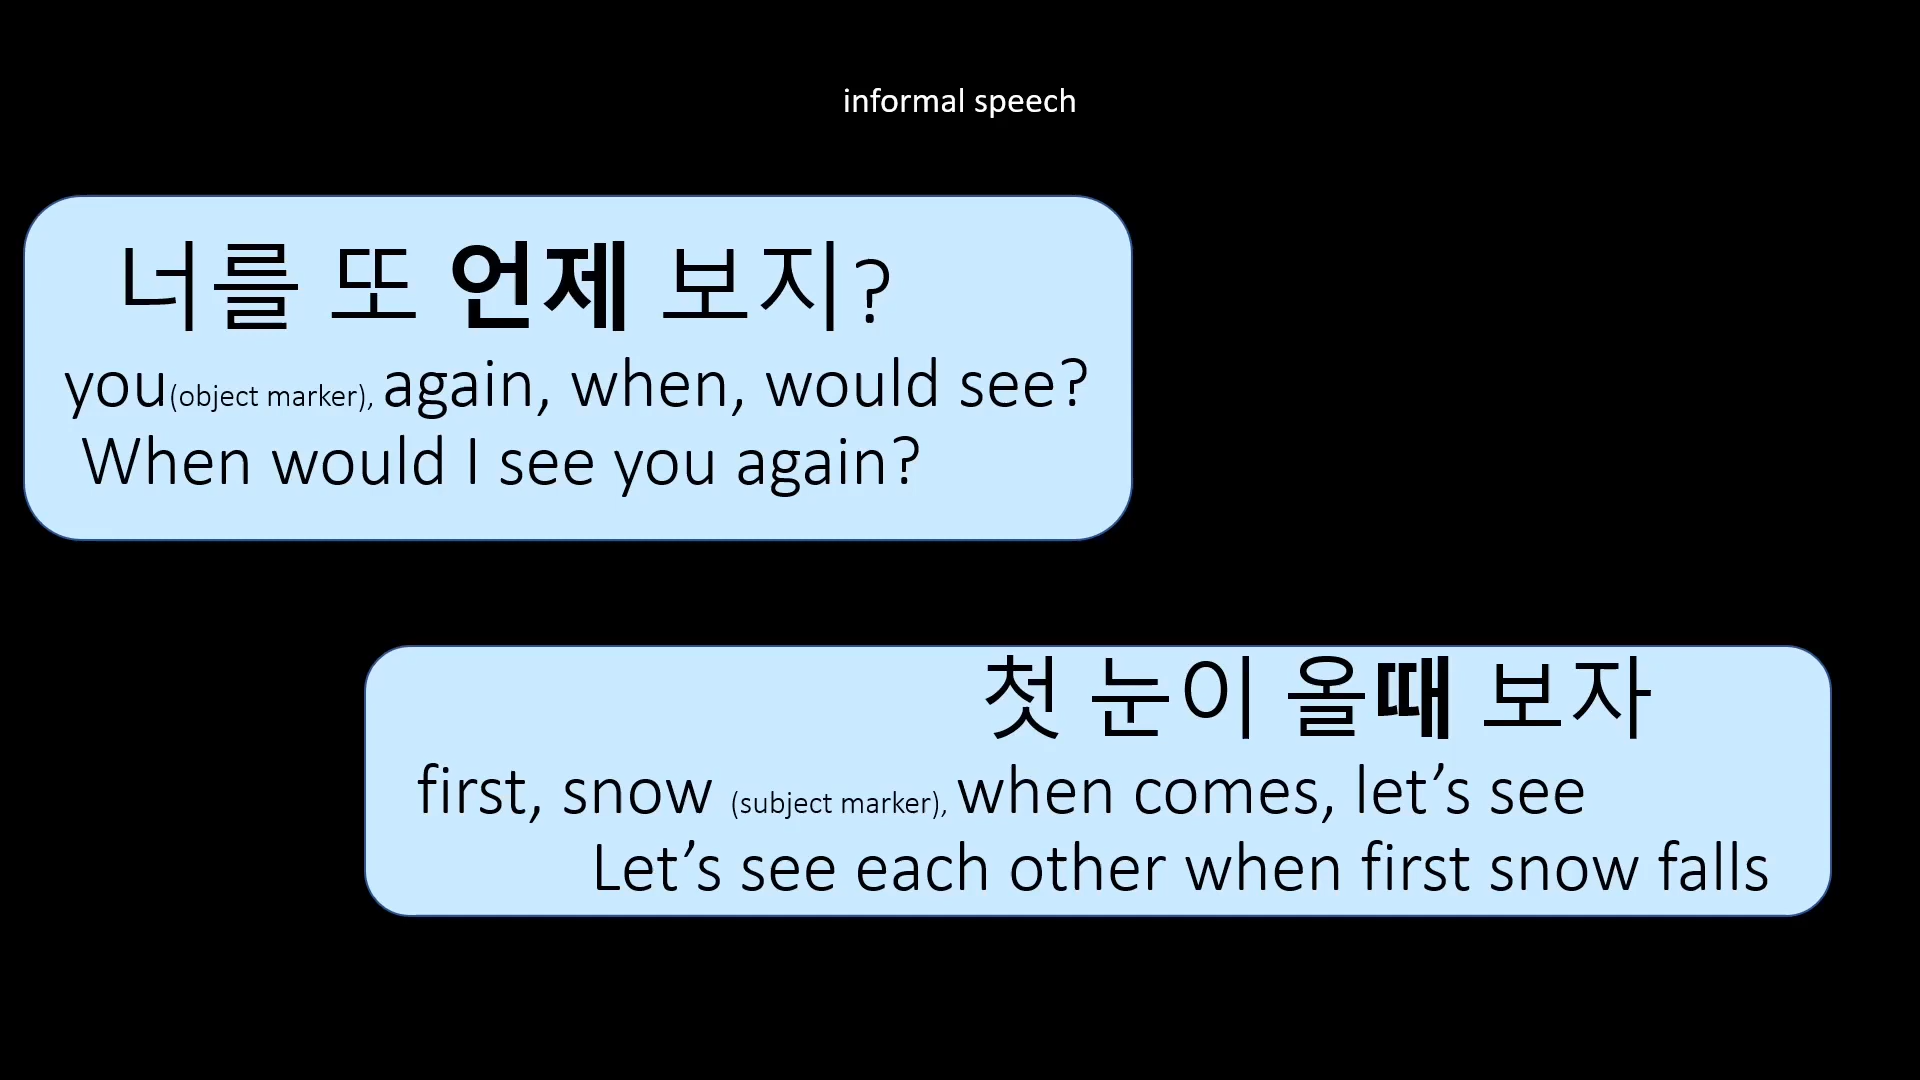 informal speech
너를 또 언제 보지?
you(object marker), again, when, would see?
When would I see you again?
첫 눈이 올때 보자
first, snow (subject marker), when comes, let’s see
Let’s see each other when first snow falls